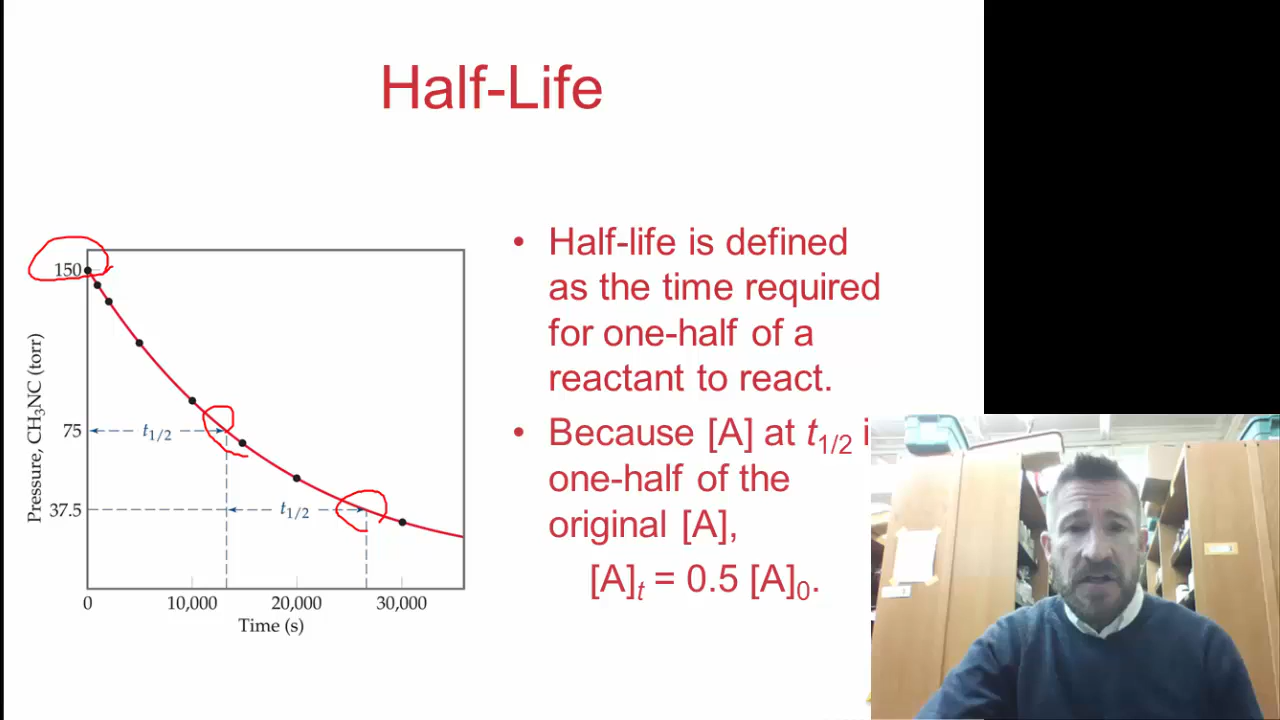 Half-Life
150
75
37.5
Pressure, CH₃NC (torr)
t₁/₂
t₁/₂
0 10,000 20,000 30,000
Time (s)
• Half-life is defined
as the time required
for one-half of a
reactant to react.
• Because [A] at t₁/₂ i
one-half of the
original [A],
[A]ₜ = 0.5 [A]₀.